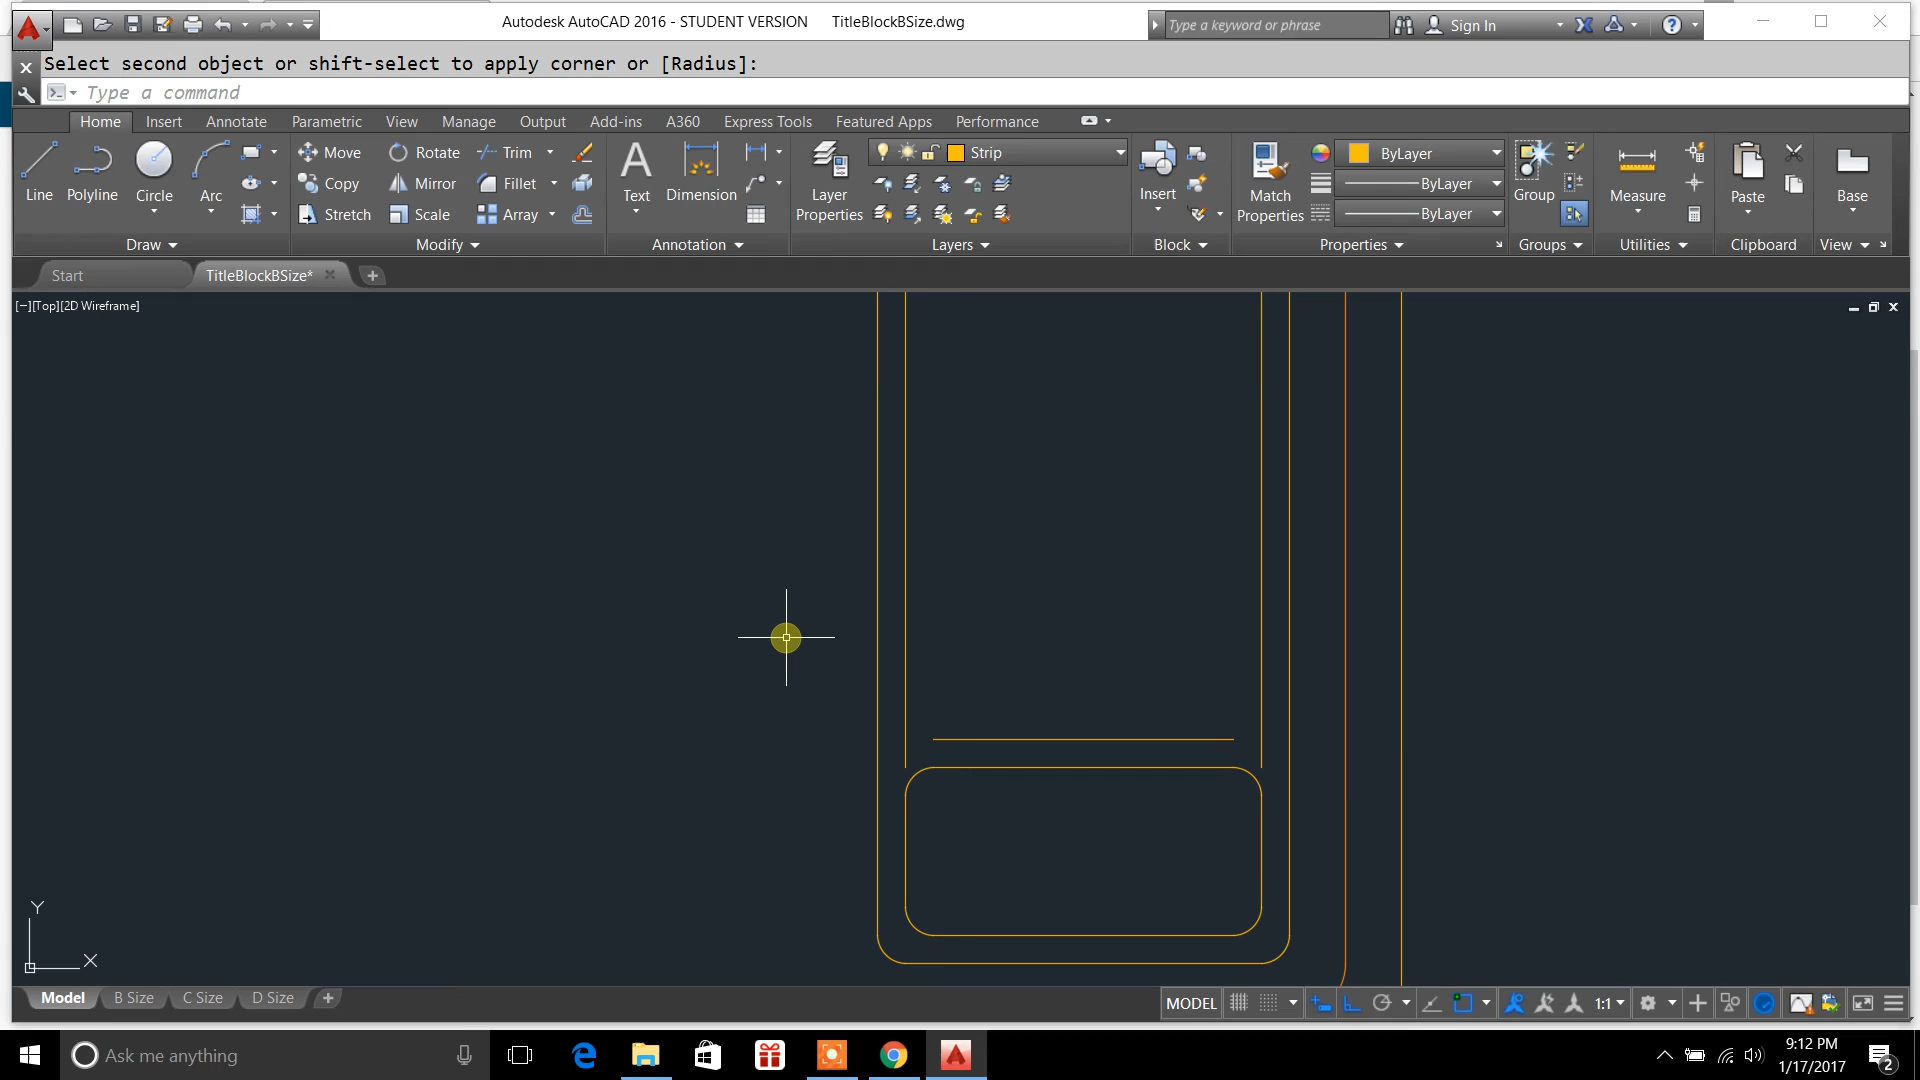 Autodesk AutoCAD 2016 - STUDENT VERSION TitleBlockBSize.dwg
Type a keyword or phrase
Sign In
Select second object or shift-select to apply corner or [Radius]:
Type a command
Home Insert Annotate Parametric View Manage Output Add-ins A360 Express Tools Featured Apps Performance
Line Polyline Circle Arc
Move Rotate Trim
Copy Mirror Fillet
Stretch Scale Array
Text Dimension
Layer Properties
Strip
Insert
Match Properties
ByLayer
ByLayer
ByLayer
Group
Measure
Paste
Base
Draw Modify Annotation Layers Block Properties Groups Utilities Clipboard View
Start TitleBlockBSize*
[−][Top][2D Wireframe]
Y
X
Model B Size C Size D Size
MODEL
1:1
Ask me anything
9:12 PM
1/17/2017
2